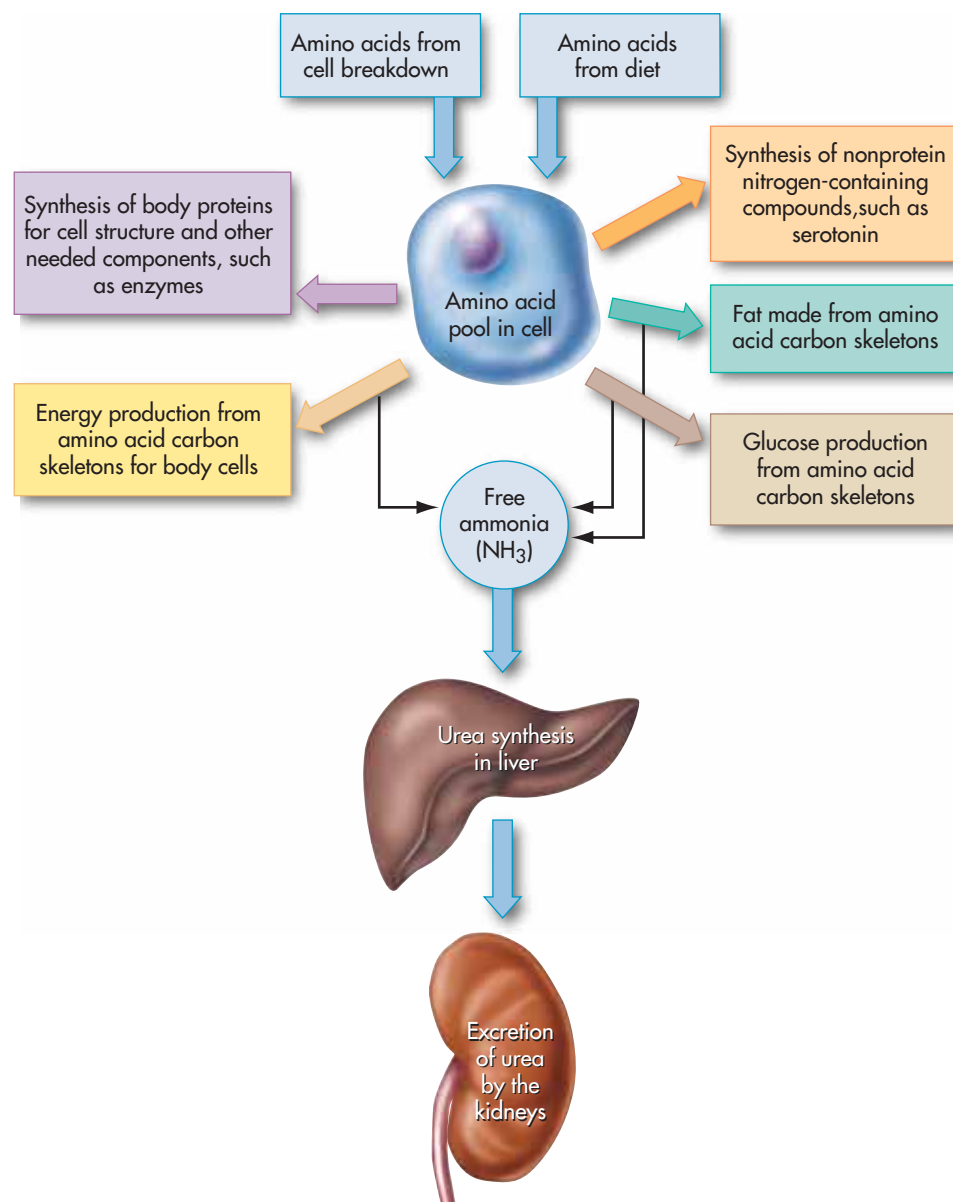 Amino acids from
cell breakdown
Amino acids
from diet
Synthesis of nonprotein
nitrogen-containing
compounds,such as
serotonin
Synthesis of body proteins
for cell structure and other
needed components, such
as enzymes
Amino acid
pool in cell
Fat made from amino
acid carbon skeletons
Energy production from
amino acid carbon
skeletons for body cells
Glucose production
from amino acid
carbon skeletons
Free
ammonia
(NH₃)
Urea synthesis
in liver
Excretion
of urea
by the
kidneys